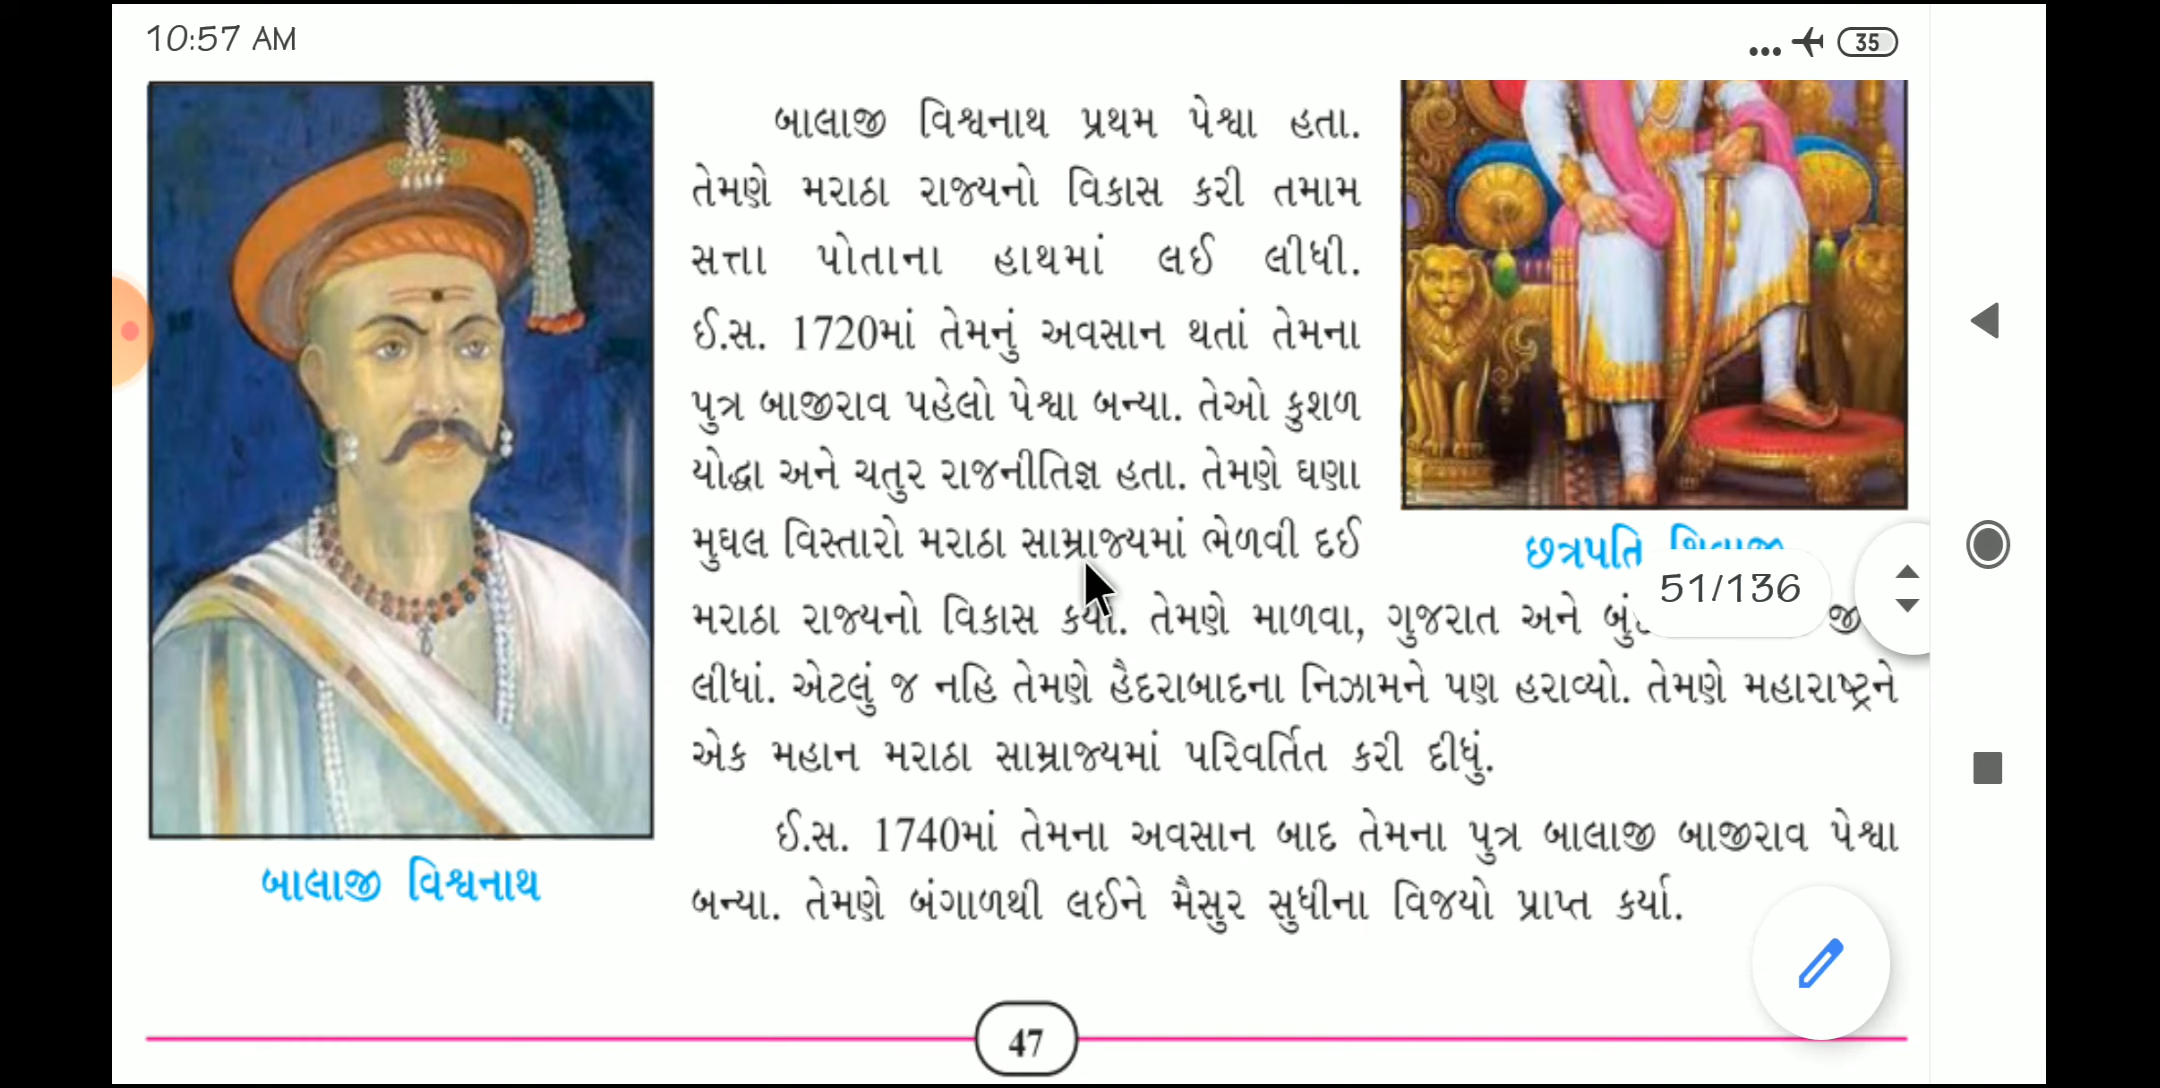 10:57 AM
35
બાલાજી વિશ્વનાથ પ્રથમ પેશ્વા હતા.
તેમણે મરાઠા રાજ્યનો વિકાસ કરી તમામ
સત્તા પોતાના હાથમાં લઈ લીધી.
ઈ.સ. 1720માં તેમનું અવસાન થતાં તેમના
પુત્ર બાજીરાવ પહેલો પેશ્વા બન્યા. તેઓ કુશળ
યોદ્ધા અને ચતુર રાજનીતિજ્ઞ હતા. તેમણે ઘણા
મુઘલ વિસ્તારો મરાઠા સામ્રાજ્યમાં ભેળવી દઈ
મરાઠા રાજ્યનો વિકાસ કર્યો. તેમણે માળવા, ગુજરાત અને
લીધાં. એટલું જ નહિ તેમણે હૈદરાબાદના નિઝામને પણ હરાવ્યો. તેમણે મહારાષ્ટ્રને
એક મહાન મરાઠા સામ્રાજ્યમાં પરિવર્તિત કરી દીધું.
ઈ.સ. 1740માં તેમના અવસાન બાદ તેમના પુત્ર બાલાજી બાજીરાવ પેશ્વા
બન્યા. તેમણે બંગાળથી લઈને મૈસુર સુધીના વિજયો પ્રાપ્ત કર્યા.
બાલાજી વિશ્વનાથ
છત્રપતિ
51/136
47